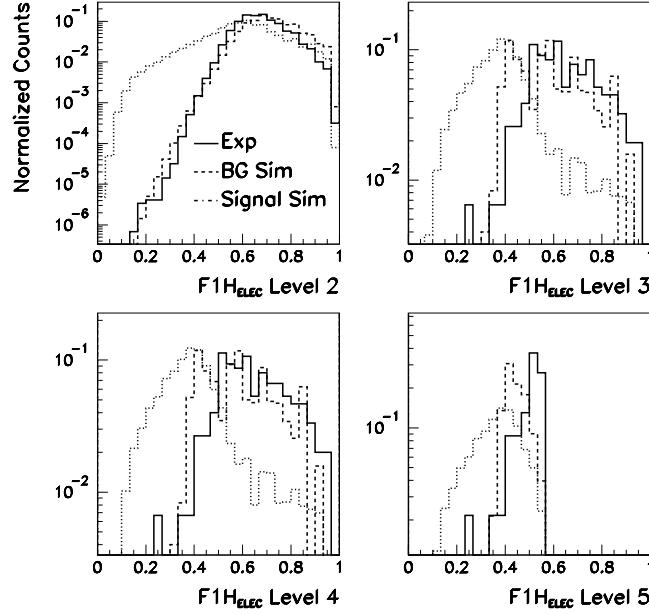 Normalized Counts
10⁻¹
10⁻²
10⁻³
10⁻⁴
10⁻⁵
10⁻⁶
Exp
BG Sim
Signal Sim
0 0.2 0.4 0.6 0.8 1
F1H_ELEC Level 2
10⁻¹
10⁻²
0 0.2 0.4 0.6 0.8 1
F1H_ELEC Level 3
10⁻¹
10⁻²
0 0.2 0.4 0.6 0.8 1
F1H_ELEC Level 4
10⁻¹
0 0.2 0.4 0.6 0.8 1
F1H_ELEC Level 5